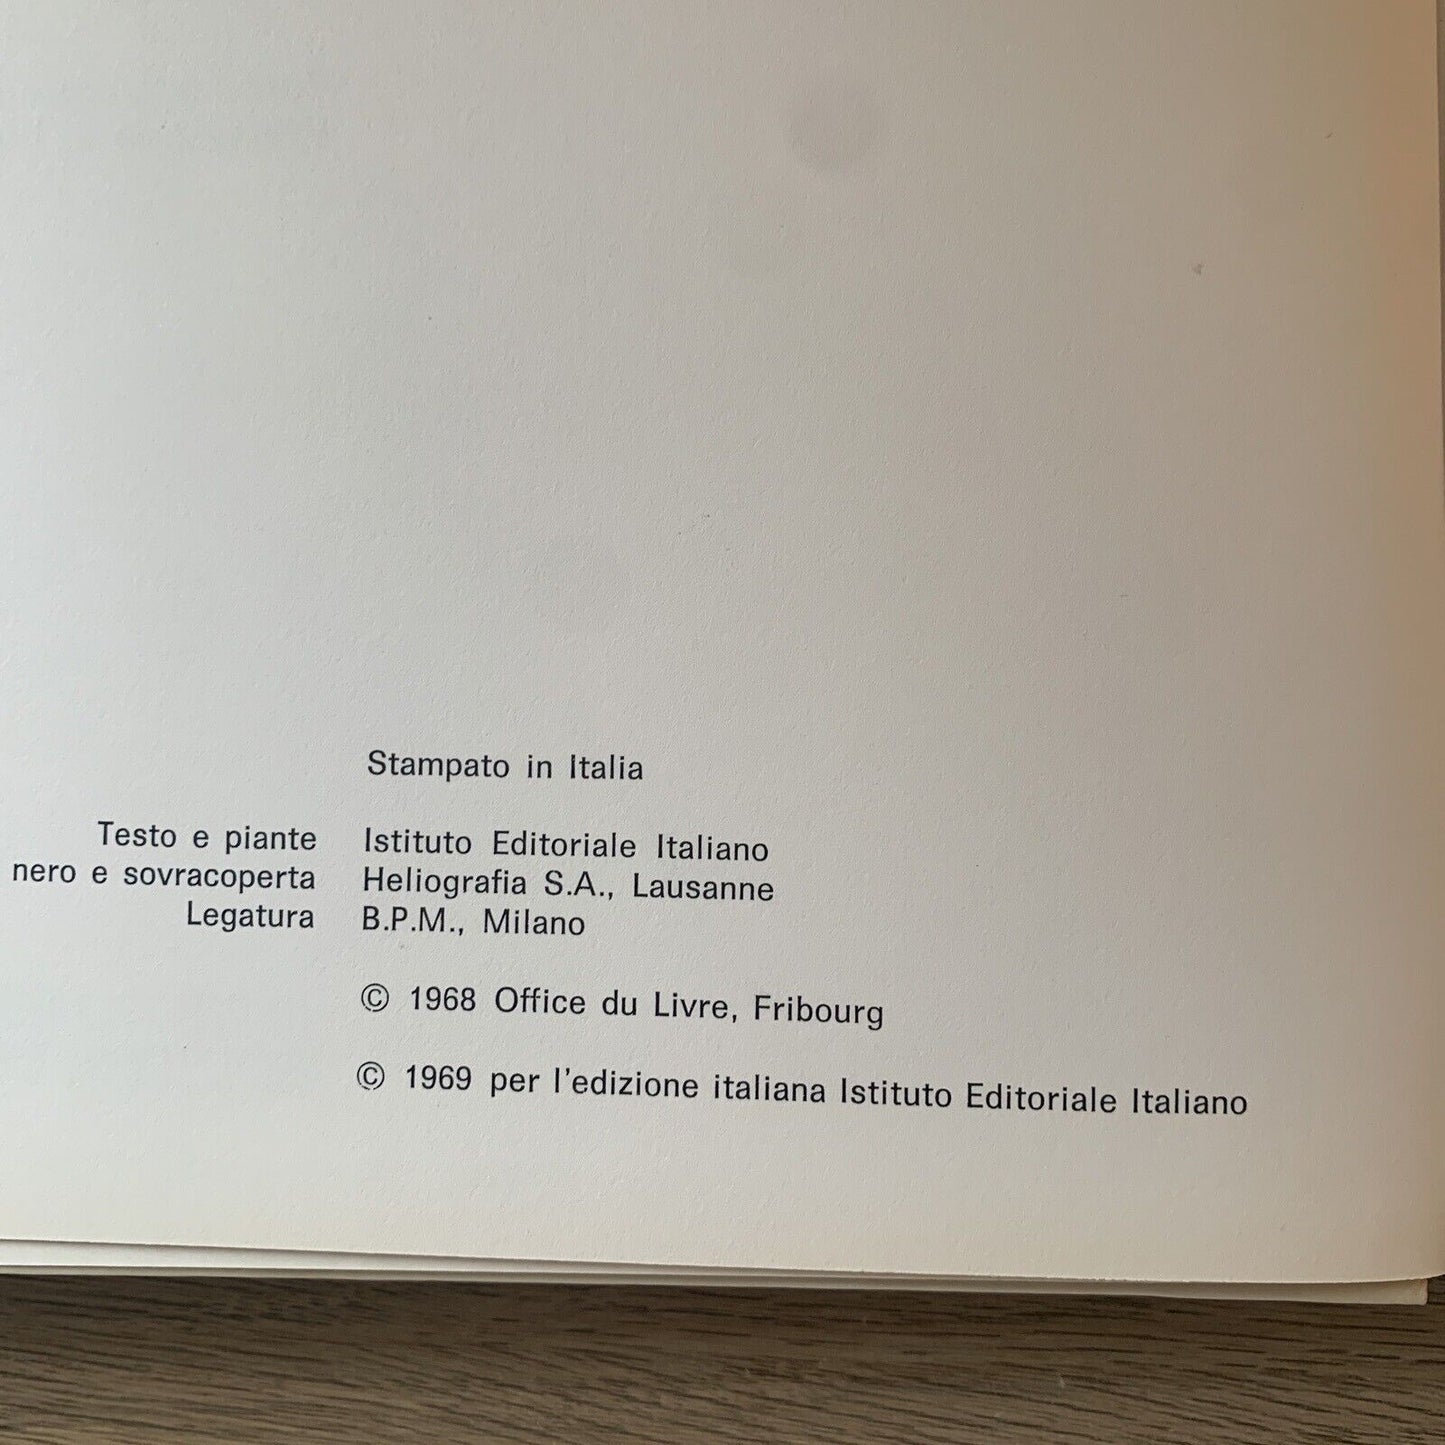 Stampato in Italia
Testo e piante Istituto Editoriale Italiano
nero e sovracoperta Heliografia S.A., Lausanne
Legatura B.P.M., Milano
© 1968 Office du Livre, Fribourg
© 1969 per l'edizione italiana Istituto Editoriale Italiano